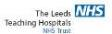 The Leeds NHS
Teaching Hospitals
NHS Trust